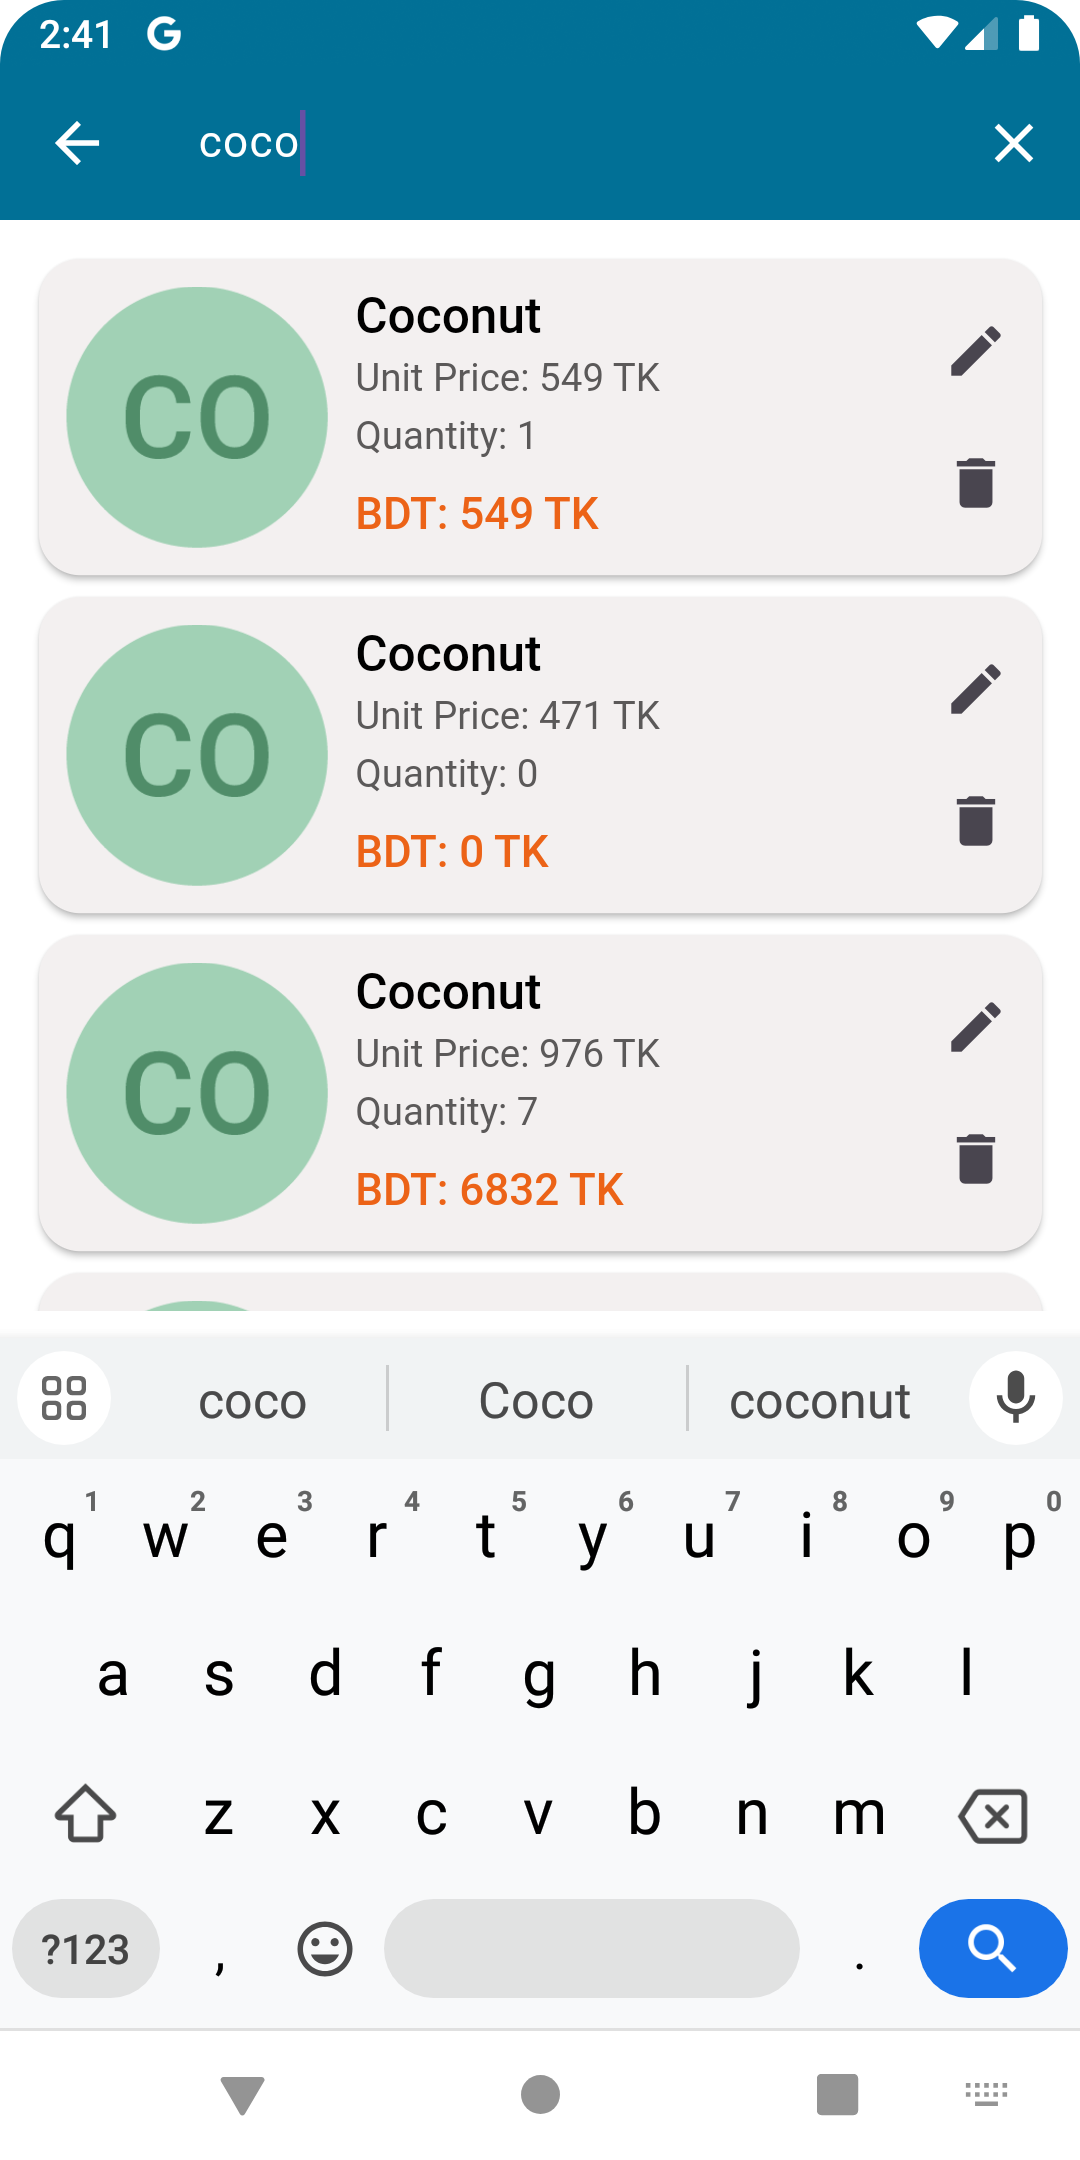 2:41 G
coco
CO
Coconut
Unit Price: 549 TK
Quantity: 1
BDT: 549 TK
CO
Coconut
Unit Price: 471 TK
Quantity: 0
BDT: 0 TK
CO
Coconut
Unit Price: 976 TK
Quantity: 7
BDT: 6832 TK
coco Coco coconut
1 2 3 4 5 6 7 8 9 0
q w e r t y u i o p
a s d f g h j k l
z x c v b n m
?123 , .